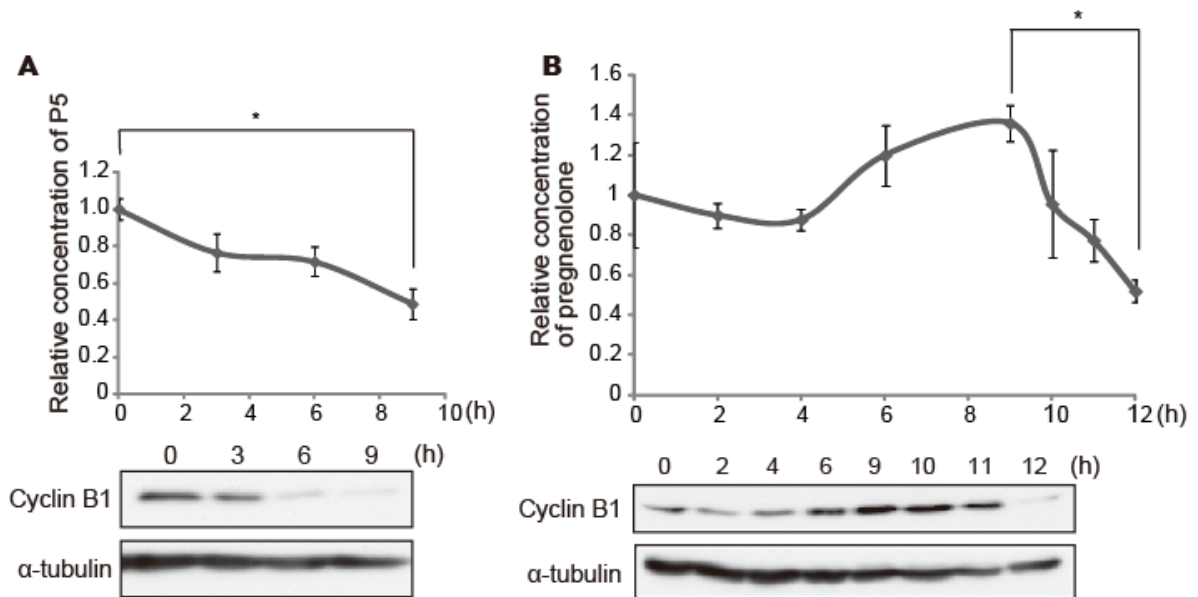 A
Relative concentration of P5
*
1.2
1.0
0.8
0.6
0.4
0.2
0
0 2 4 6 8 10 (h)
0 3 6 9 (h)
Cyclin B1
α-tubulin
B
Relative concentration
of pregnenolone
*
1.6
1.4
1.2
1
0.8
0.6
0.4
0.2
0
0 2 4 6 8 10 12 (h)
0 2 4 6 9 10 11 12 (h)
Cyclin B1
α-tubulin